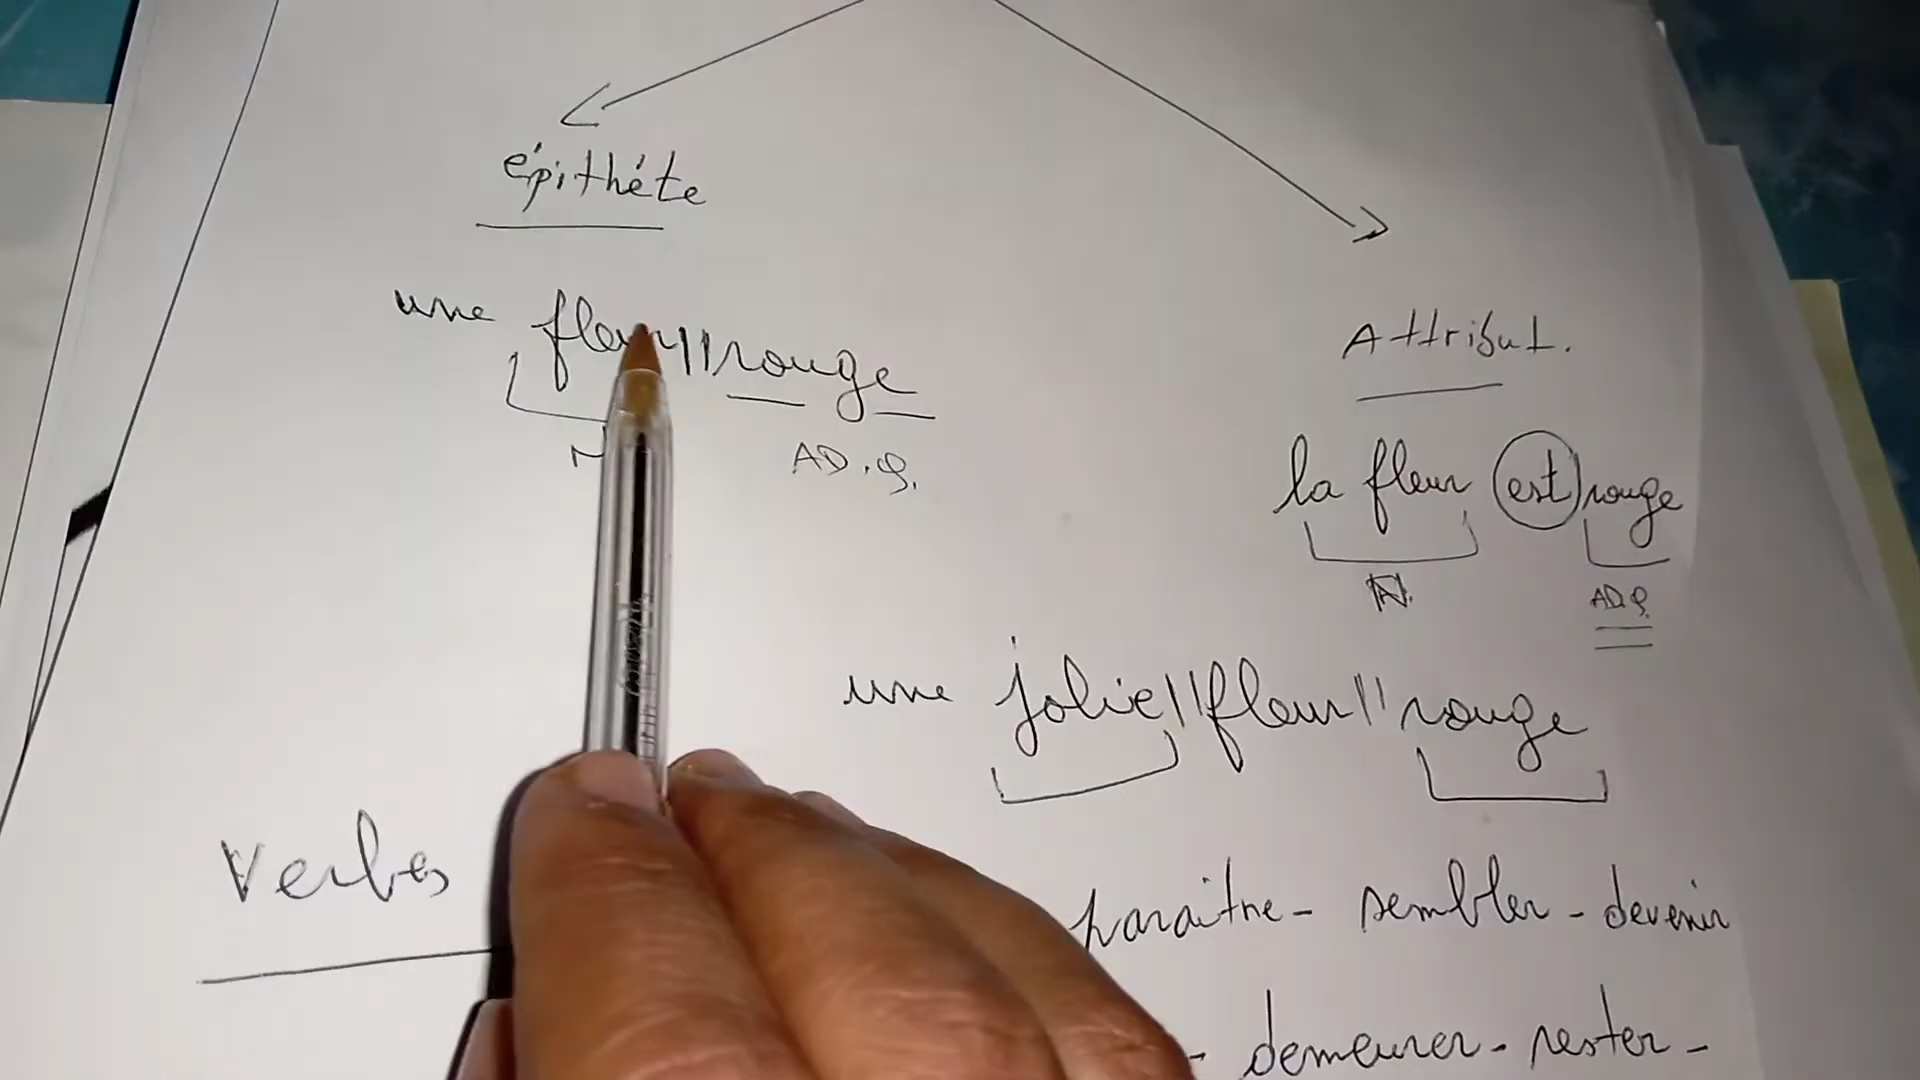 épithéte
une fleur || rouge
N
AD.Q.
Attribut.
la fleur est rouge
N.
AD.Q
une jolie || fleur || rouge
Verbes
paraitre - sembler - devenir
- demeurer - rester -